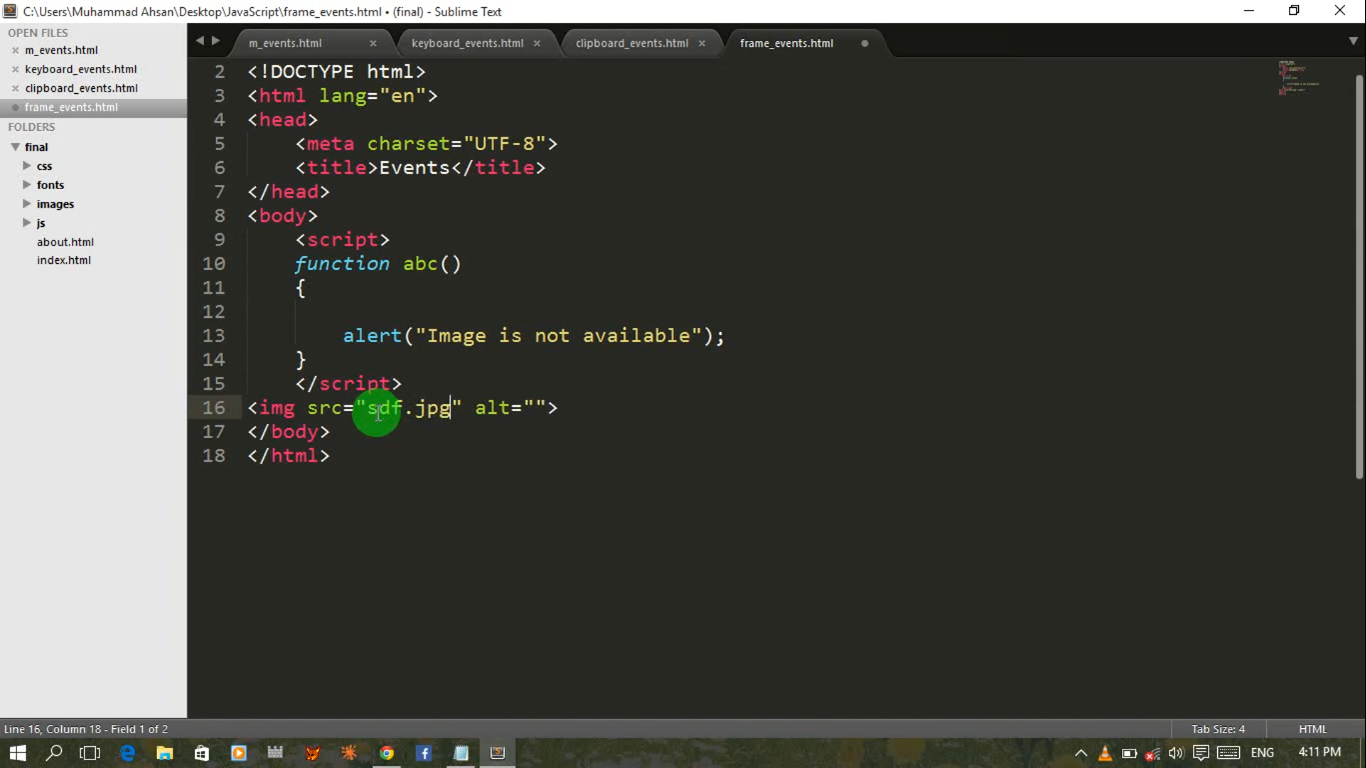 C:\Users\Muhammad Ahsan\Desktop\JavaScript\frame_events.html • (final) - Sublime Text
OPEN FILES
m_events.html
keyboard_events.html
clipboard_events.html
frame_events.html
FOLDERS
final
css
fonts
images
js
about.html
index.html
m_events.html
keyboard_events.html
clipboard_events.html
frame_events.html
2 <!DOCTYPE html>
3 <html lang="en">
4 <head>
5 <meta charset="UTF-8">
6 <title>Events</title>
7 </head>
8 <body>
9 <script>
10 function abc()
11 {
12
13 alert("Image is not available");
14 }
15 </script>
16 <img src="sdf.jpg" alt="">
17 </body>
18 </html>
Line 16, Column 18 - Field 1 of 2
Tab Size: 4
HTML
ENG
4:11 PM